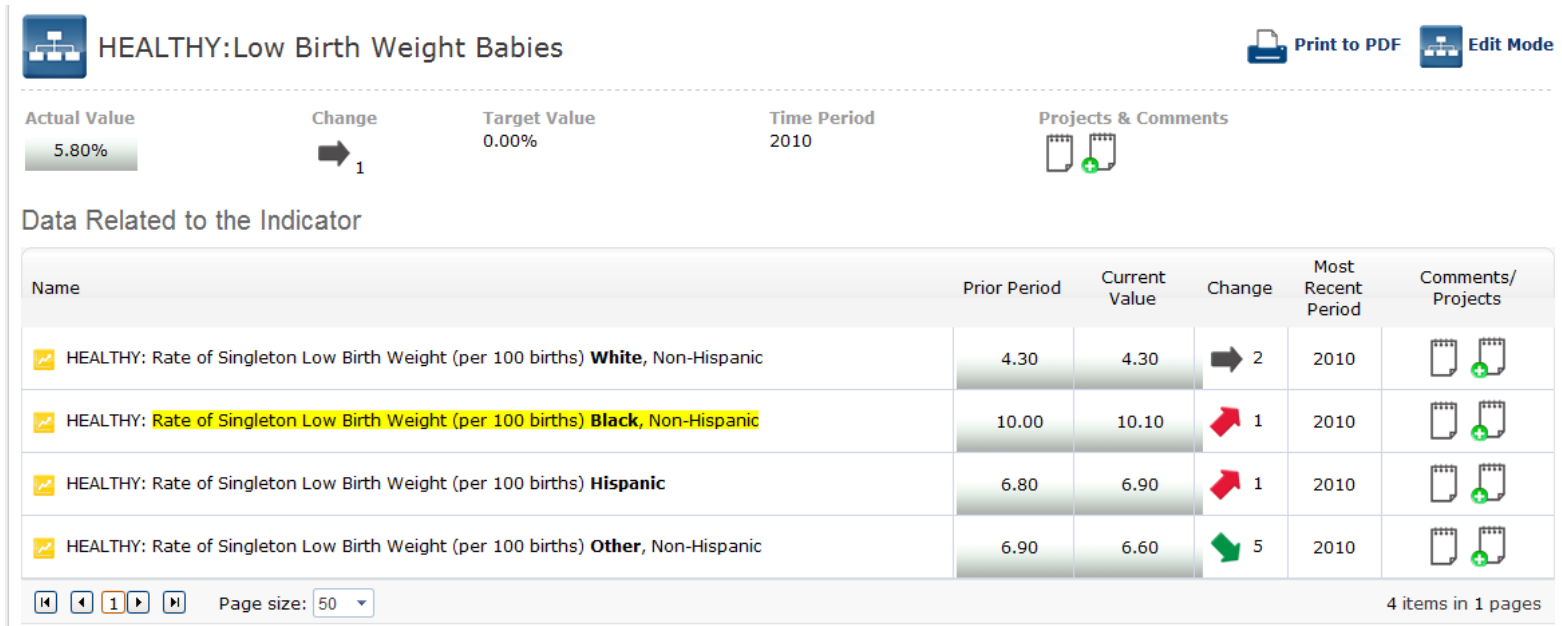 HEALTHY:Low Birth Weight Babies
Print to PDF
Edit Mode
Actual Value Change Target Value Time Period Projects & Comments
5.80% 1 0.00% 2010
Data Related to the Indicator
Name Prior Period Current Value Change Most Recent Period Comments/ Projects
HEALTHY: Rate of Singleton Low Birth Weight (per 100 births) White, Non-Hispanic 4.30 4.30 2 2010
HEALTHY: Rate of Singleton Low Birth Weight (per 100 births) Black, Non-Hispanic 10.00 10.10 1 2010
HEALTHY: Rate of Singleton Low Birth Weight (per 100 births) Hispanic 6.80 6.90 1 2010
HEALTHY: Rate of Singleton Low Birth Weight (per 100 births) Other, Non-Hispanic 6.90 6.60 5 2010
1 Page size: 50 4 items in 1 pages